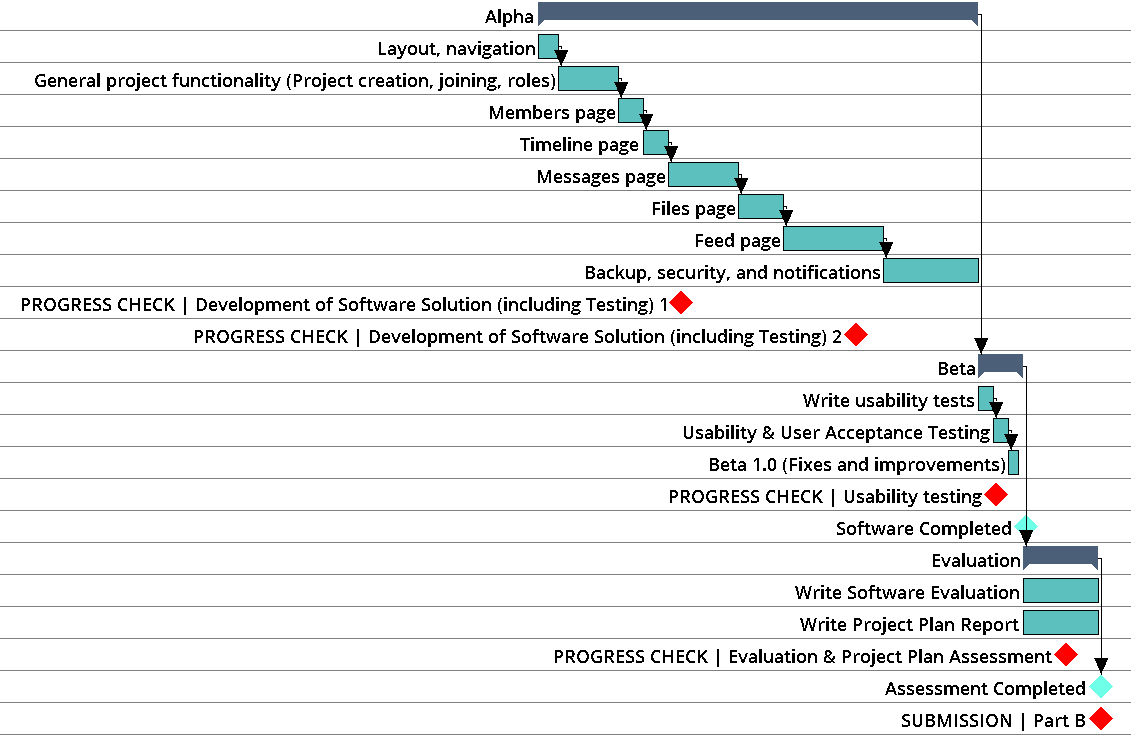 Alpha
Layout, navigation
General project functionality (Project creation, joining, roles)
Members page
Timeline page
Messages page
Files page
Feed page
Backup, security, and notifications
PROGRESS CHECK | Development of Software Solution (including Testing) 1
PROGRESS CHECK | Development of Software Solution (including Testing) 2
Beta
Write usability tests
Usability & User Acceptance Testing
Beta 1.0 (Fixes and improvements)
PROGRESS CHECK | Usability testing
Software Completed
Evaluation
Write Software Evaluation
Write Project Plan Report
PROGRESS CHECK | Evaluation & Project Plan Assessment
Assessment Completed
SUBMISSION | Part B